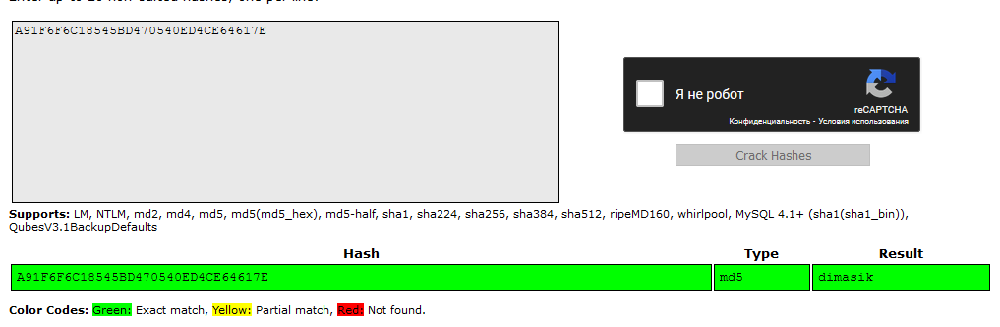 A91F6F6C18545BD470540ED4CE64617E
Я не робот
reCAPTCHA
Конфиденциальность - Условия использования
Crack Hashes
Supports: LM, NTLM, md2, md4, md5, md5(md5_hex), md5-half, sha1, sha224, sha256, sha384, sha512, ripeMD160, whirlpool, MySQL 4.1+ (sha1(sha1_bin)),
QubesV3.1BackupDefaults
Hash Type Result
A91F6F6C18545BD470540ED4CE64617E md5 dimasik
Color Codes: Green: Exact match, Yellow: Partial match, Red: Not found.